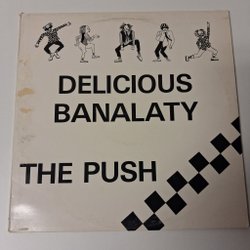 DELICIOUS
BANALATY
THE PUSH